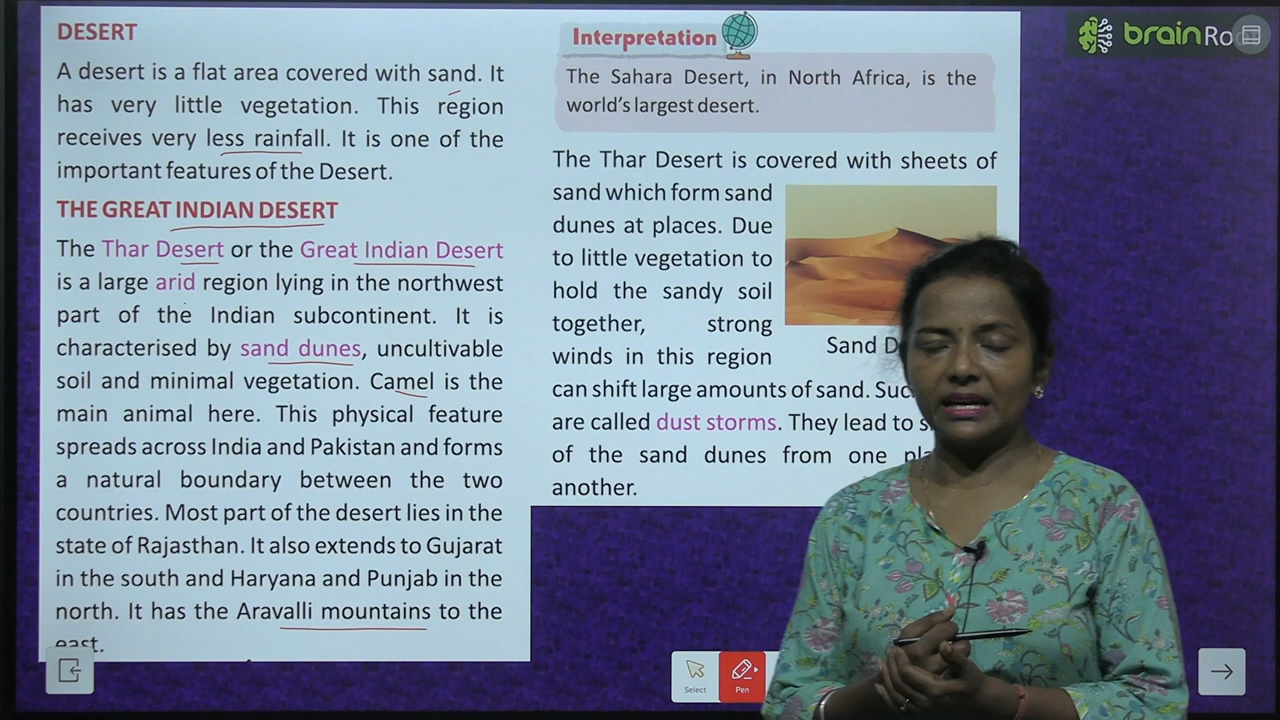 DESERT
A desert is a flat area covered with sand. It
has very little vegetation. This region
receives very less rainfall. It is one of the
important features of the Desert.
THE GREAT INDIAN DESERT
The Thar Desert or the Great Indian Desert
is a large arid region lying in the northwest
part of the Indian subcontinent. It is
characterised by sand dunes, uncultivable
soil and minimal vegetation. Camel is the
main animal here. This physical feature
spreads across India and Pakistan and forms
a natural boundary between the two
countries. Most part of the desert lies in the
state of Rajasthan. It also extends to Gujarat
in the south and Haryana and Punjab in the
north. It has the Aravalli mountains to the
east.
Interpretation
The Sahara Desert, in North Africa, is the
world's largest desert.
The Thar Desert is covered with sheets of
sand which form sand
dunes at places. Due
to little vegetation to
hold the sandy soil
together, strong
winds in this region
can shift large amounts of sand.
are called dust storms. They lead to
of the sand dunes from one
another.
Sand
brain
Select
Pen